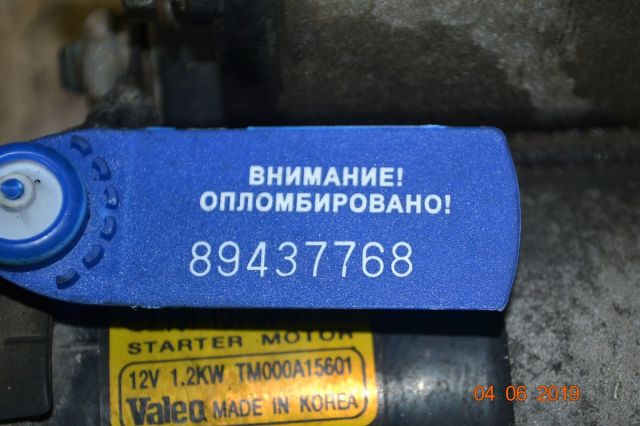 ВНИМАНИЕ!
ОПЛОМБИРОВАНО!
89437768
STARTER MOTOR
12V 1.2KW TM000A15601
Valeo MADE IN KOREA
04 06 2019